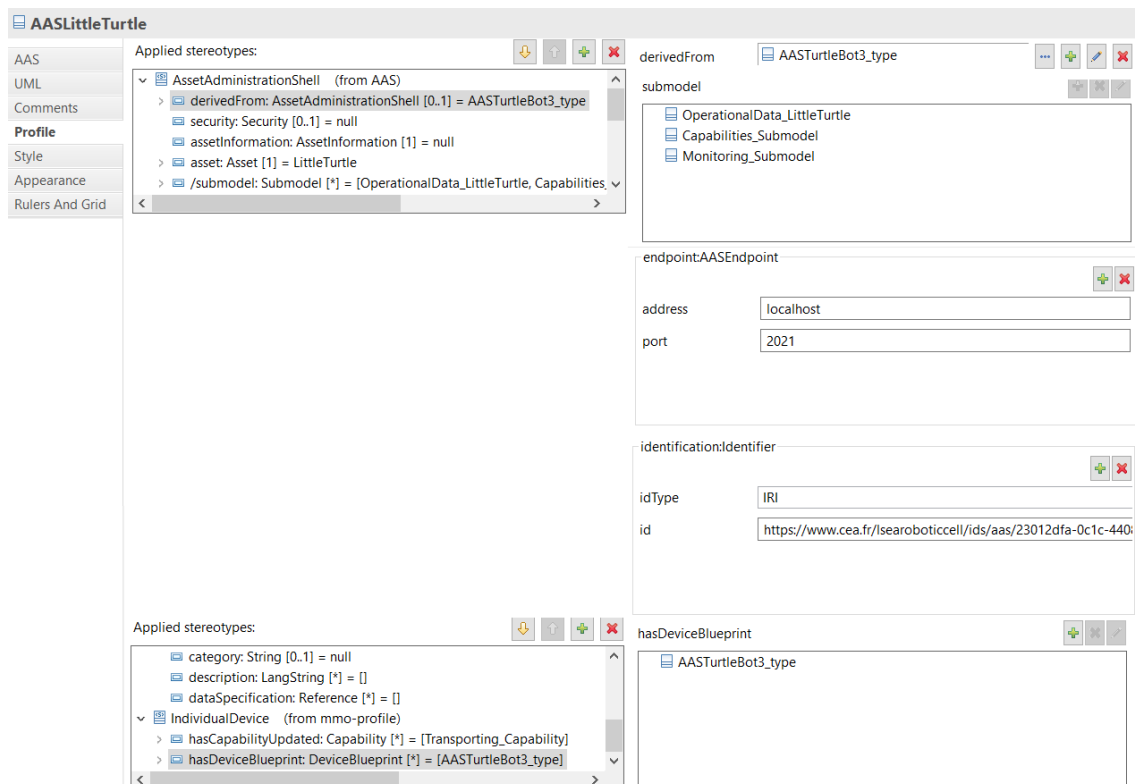 AASLittleTurtle
AAS
UML
Comments
Profile
Style
Appearance
Rulers And Grid
Applied stereotypes:
AssetAdministrationShell (from AAS)
derivedFrom: AssetAdministrationShell [0..1] = AASTurtleBot3_type
security: Security [0..1] = null
assetInformation: AssetInformation [1] = null
asset: Asset [1] = LittleTurtle
/submodel: Submodel [*] = [OperationalData_LittleTurtle, Capabilities_
derivedFrom
AASTurtleBot3_type
submodel
OperationalData_LittleTurtle
Capabilities_Submodel
Monitoring_Submodel
endpoint:AASEndpoint
address
localhost
port
2021
identification:Identifier
idType
IRI
id
https://www.cea.fr/lsearoboticcell/ids/aas/23012dfa-0c1c-440
Applied stereotypes:
category: String [0..1] = null
description: LangString [*] = []
dataSpecification: Reference [*] = []
IndividualDevice (from mmo-profile)
hasCapabilityUpdated: Capability [*] = [Transporting_Capability]
hasDeviceBlueprint: DeviceBlueprint [*] = [AASTurtleBot3_type]
hasDeviceBlueprint
AASTurtleBot3_type